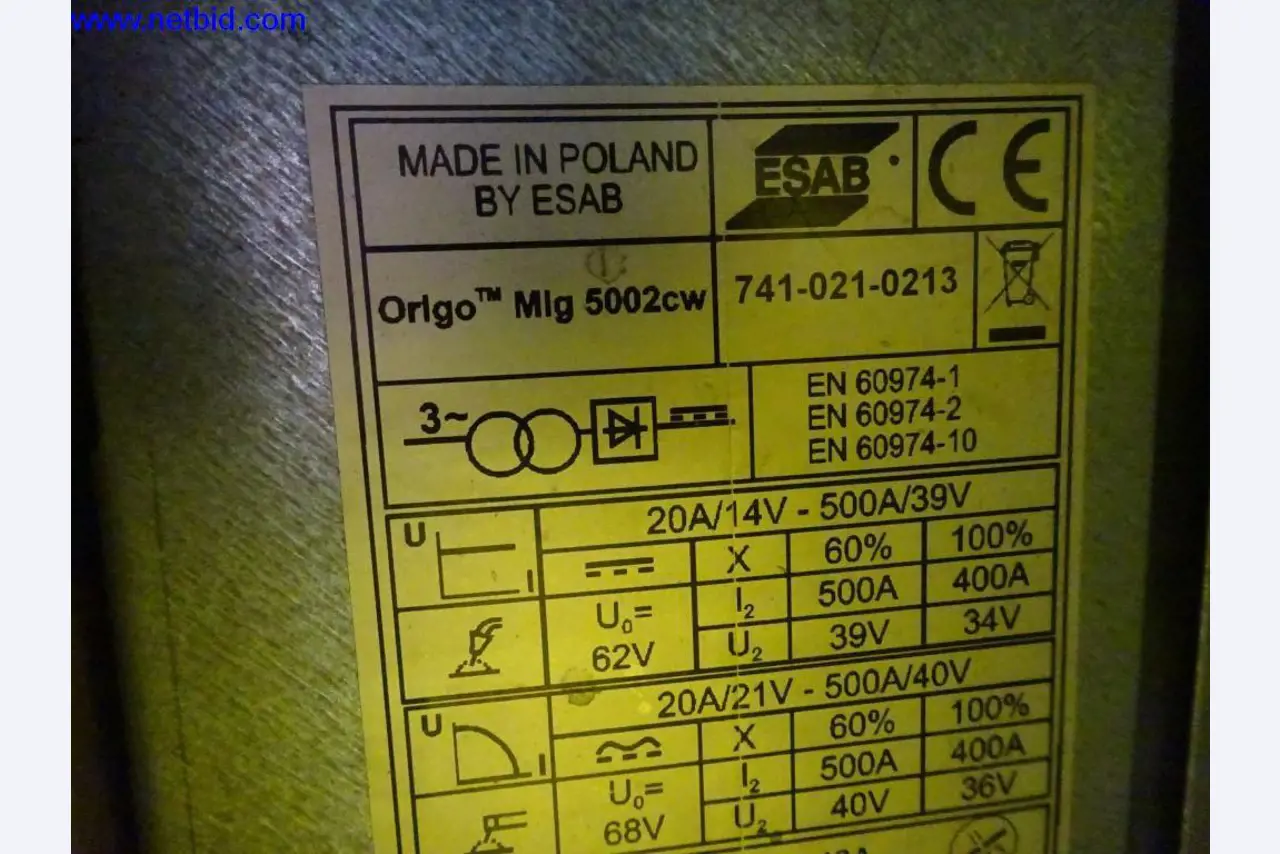 www.netbid.com
MADE IN POLAND
BY ESAB
ESAB
CE
Origo™ Mig 5002cw
741-021-0213
3~
EN 60974-1
EN 60974-2
EN 60974-10
U
I
20A/14V - 500A/39V
X 60% 100%
U₀=
62V
I₂ 500A 400A
U₂ 39V 34V
U
I
20A/21V - 500A/40V
X 60% 100%
U₀=
68V
I₂ 500A 400A
U₂ 40V 36V